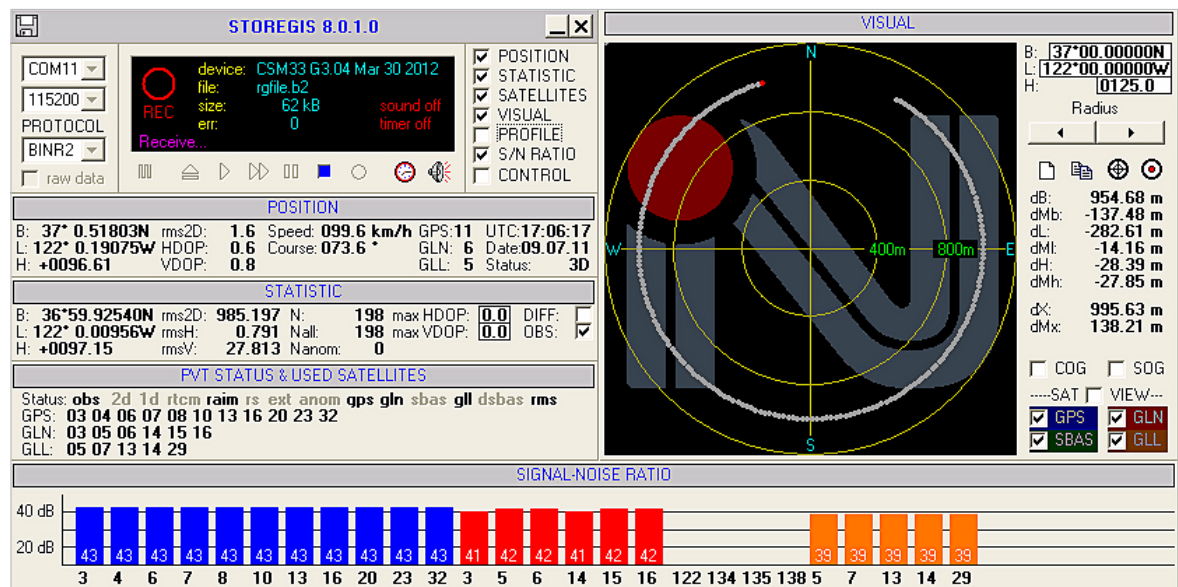 STOREGIS 8.0.1.0
COM11
115200
PROTOCOL
BINR2
raw data
REC
device: CSM33 G3.04 Mar 30 2012
file: rgfile.b2
size: 62 kB sound off
err: 0 timer off
Receive...
POSITION
STATISTIC
SATELLITES
VISUAL
PROFILE
S/N RATIO
CONTROL
POSITION
B: 37° 0.51803N rms2D: 1.6 Speed: 099.6 km/h GPS:11 UTC:17:06:17
L: 122° 0.19075W HDOP: 0.6 Course: 073.6 ° GLN: 6 Date:09.07.11
H: +0096.61 VDOP: 0.8 GLL: 5 Status: 3D
STATISTIC
B: 36°59.92540N rms2D: 985.197 N: 198 max HDOP: 0.0 DIFF:
L: 122° 0.00956W rmsH: 0.791 Nall: 198 max VDOP: 0.0 OBS:
H: +0097.15 rmsV: 27.813 Nanom: 0
PVT STATUS & USED SATELLITES
Status: obs 2d 1d rtcm raim rs ext anom gps gln sbas gll dsbas rms
GPS: 03 04 06 07 08 10 13 16 20 23 32
GLN: 03 05 06 14 15 16
GLL: 05 07 13 14 29
VISUAL
N
W
400m
800m
E
S
B: 37°00.00000N
L: 122°00.00000W
H: 0125.0
Radius
dB: 954.68 m
dMb: -137.48 m
dL: -282.61 m
dMl: -14.16 m
dH: -28.39 m
dMh: -27.85 m
dX: 995.63 m
dMx: 138.21 m
COG SOG
-----SAT VIEW---
GPS GLN
SBAS GLL
SIGNAL-NOISE RATIO
40 dB
20 dB
43 43 43 43 43 43 43 43 43 43 43 41 42 42 41 42 42 39 39 39 39 39
3 4 6 7 8 10 13 16 20 23 32 3 5 6 14 15 16 122 134 135 138 5 7 13 14 29